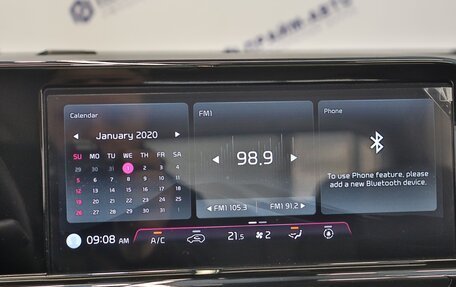 ПРАЙМ-АВТО
Calendar
January 2020
SU MO TU WE TH FR SA
29 30 31 1 2 3 4
5 6 7 8 9 10 11
12 13 14 15 16 17 18
19 20 21 22 23 24 25
26 27 28 29 30 31 1
FM1
98.9
FM1 105.3
FM1 91.2
Phone
To use Phone feature, please
add a new Bluetooth device.
09:08 AM
A/C
21.5
2